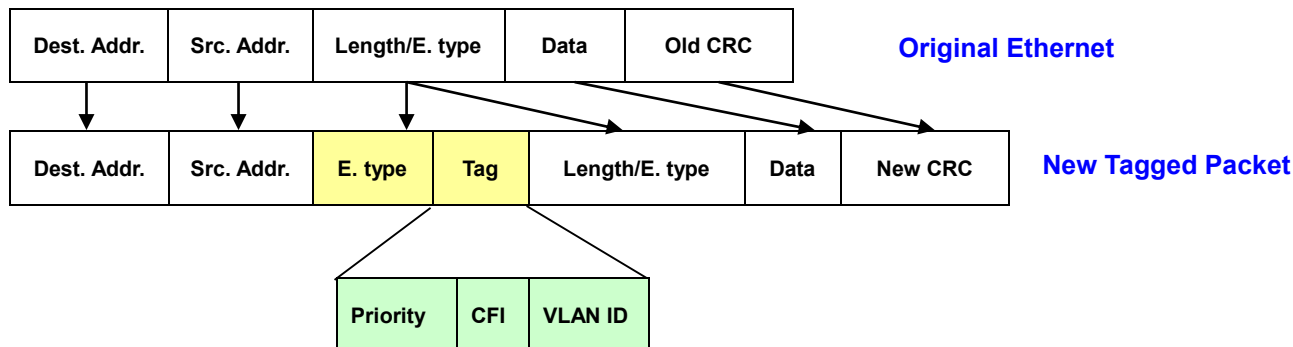 Dest. Addr. Src. Addr. Length/E. type Data Old CRC Original Ethernet
Dest. Addr. Src. Addr. E. type Tag Length/E. type Data New CRC New Tagged Packet
Priority CFI VLAN ID